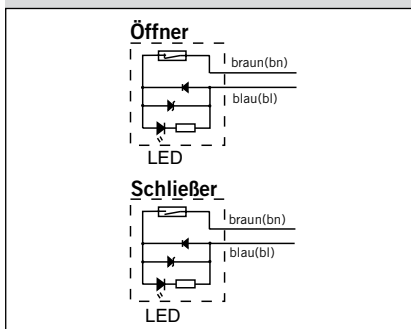 Öffner
braun(bn)
blau(bl)
LED
Schließer
braun(bn)
blau(bl)
LED